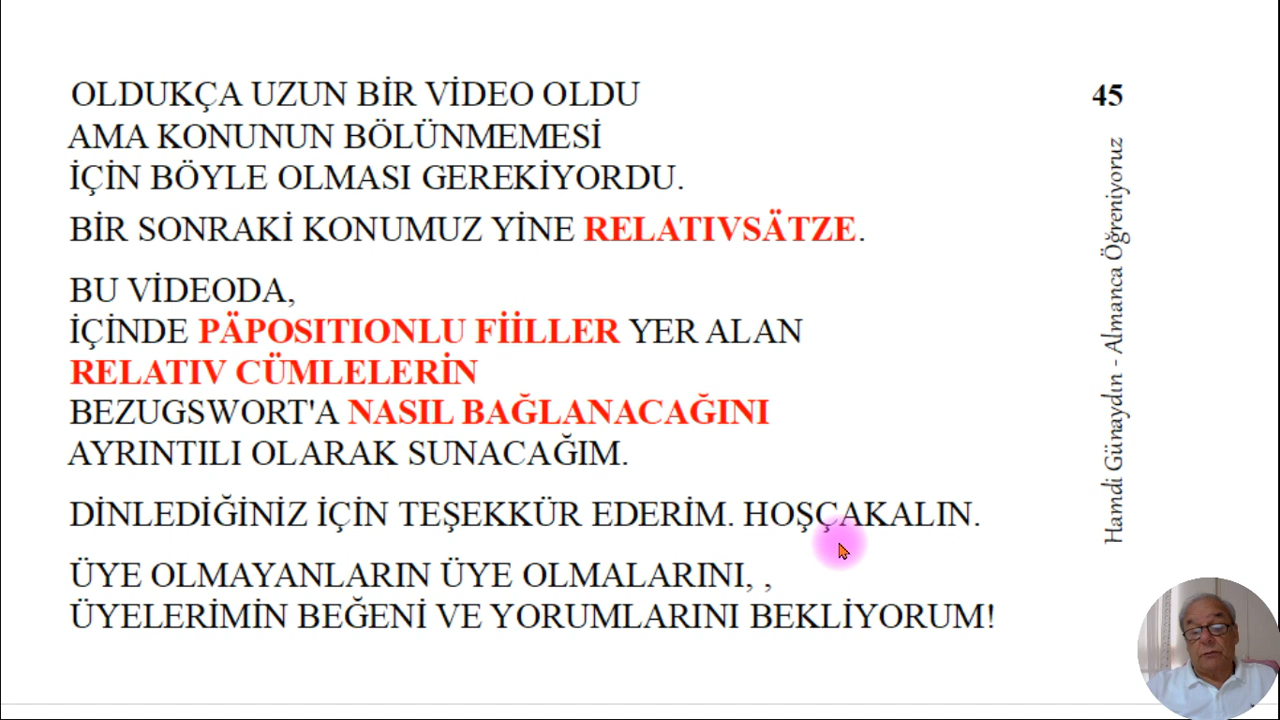 OLDUKÇA UZUN BİR VİDEO OLDU
AMA KONUNUN BÖLÜNMEMESİ
İÇİN BÖYLE OLMASI GEREKİYORDU.
BİR SONRAKİ KONUMUZ YİNE RELATIVSÄTZE.
BU VİDEODA,
İÇİNDE PÄPOSITIONLU FİİLLER YER ALAN
RELATIV CÜMLELERİN
BEZUGSWORT'A NASIL BAĞLANACAĞINI
AYRINTILI OLARAK SUNACAĞIM.
DİNLEDİĞİNİZ İÇİN TEŞEKKÜR EDERİM. HOŞÇAKALIN.
ÜYE OLMAYANLARIN ÜYE OLMALARINI, ,
ÜYELERİMİN BEĞENİ VE YORUMLARINI BEKLİYORUM!
45
Hamdi Günaydın - Almanca Öğreniyoruz